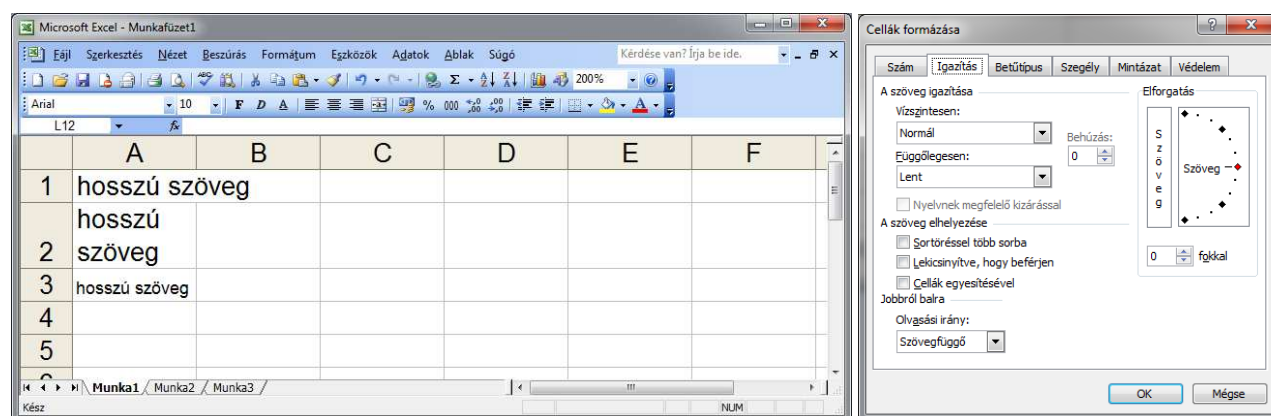 Microsoft Excel - Munkafüzet1
Fájl Szerkesztés Nézet Beszúrás Formátum Eszközök Adatok Ablak Súgó Kérdése van? Írja be ide.
200%
Arial 10 F D A % 000
L12 fx
A B C D E F
1 hosszú szöveg
hosszú
2 szöveg
3 hosszú szöveg
4
5
Munka1 Munka2 Munka3
Kész NUM
Cellák formázása
Szám Igazítás Betűtípus Szegély Mintázat Védelem
A szöveg igazítása
Vízszintesen:
Normál
Behúzás:
0
Függőlegesen:
Lent
Nyelvnek megfelelő kizárással
A szöveg elhelyezése
Sortöréssel több sorba
Lekicsinyítve, hogy beférjen
Cellák egyesítésével
Jobbról balra
Olvasási irány:
Szövegfüggő
Elforgatás
Szöveg
Szöveg
0 fokkal
OK Mégse